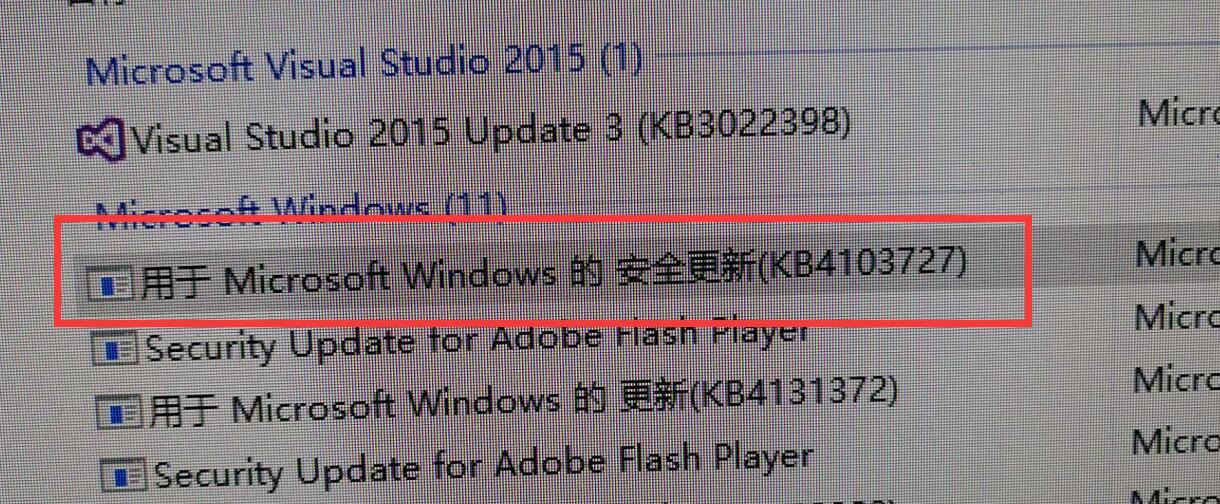 Microsoft Visual Studio 2015 (1)
Visual Studio 2015 Update 3 (KB3022398)
Microsoft Windows (11)
用于 Microsoft Windows 的 安全更新(KB4103727)
Security Update for Adobe Flash Player
用于 Microsoft Windows 的 更新(KB4131372)
Security Update for Adobe Flash Player
Micro
Micro
Micro
Micro
Micro